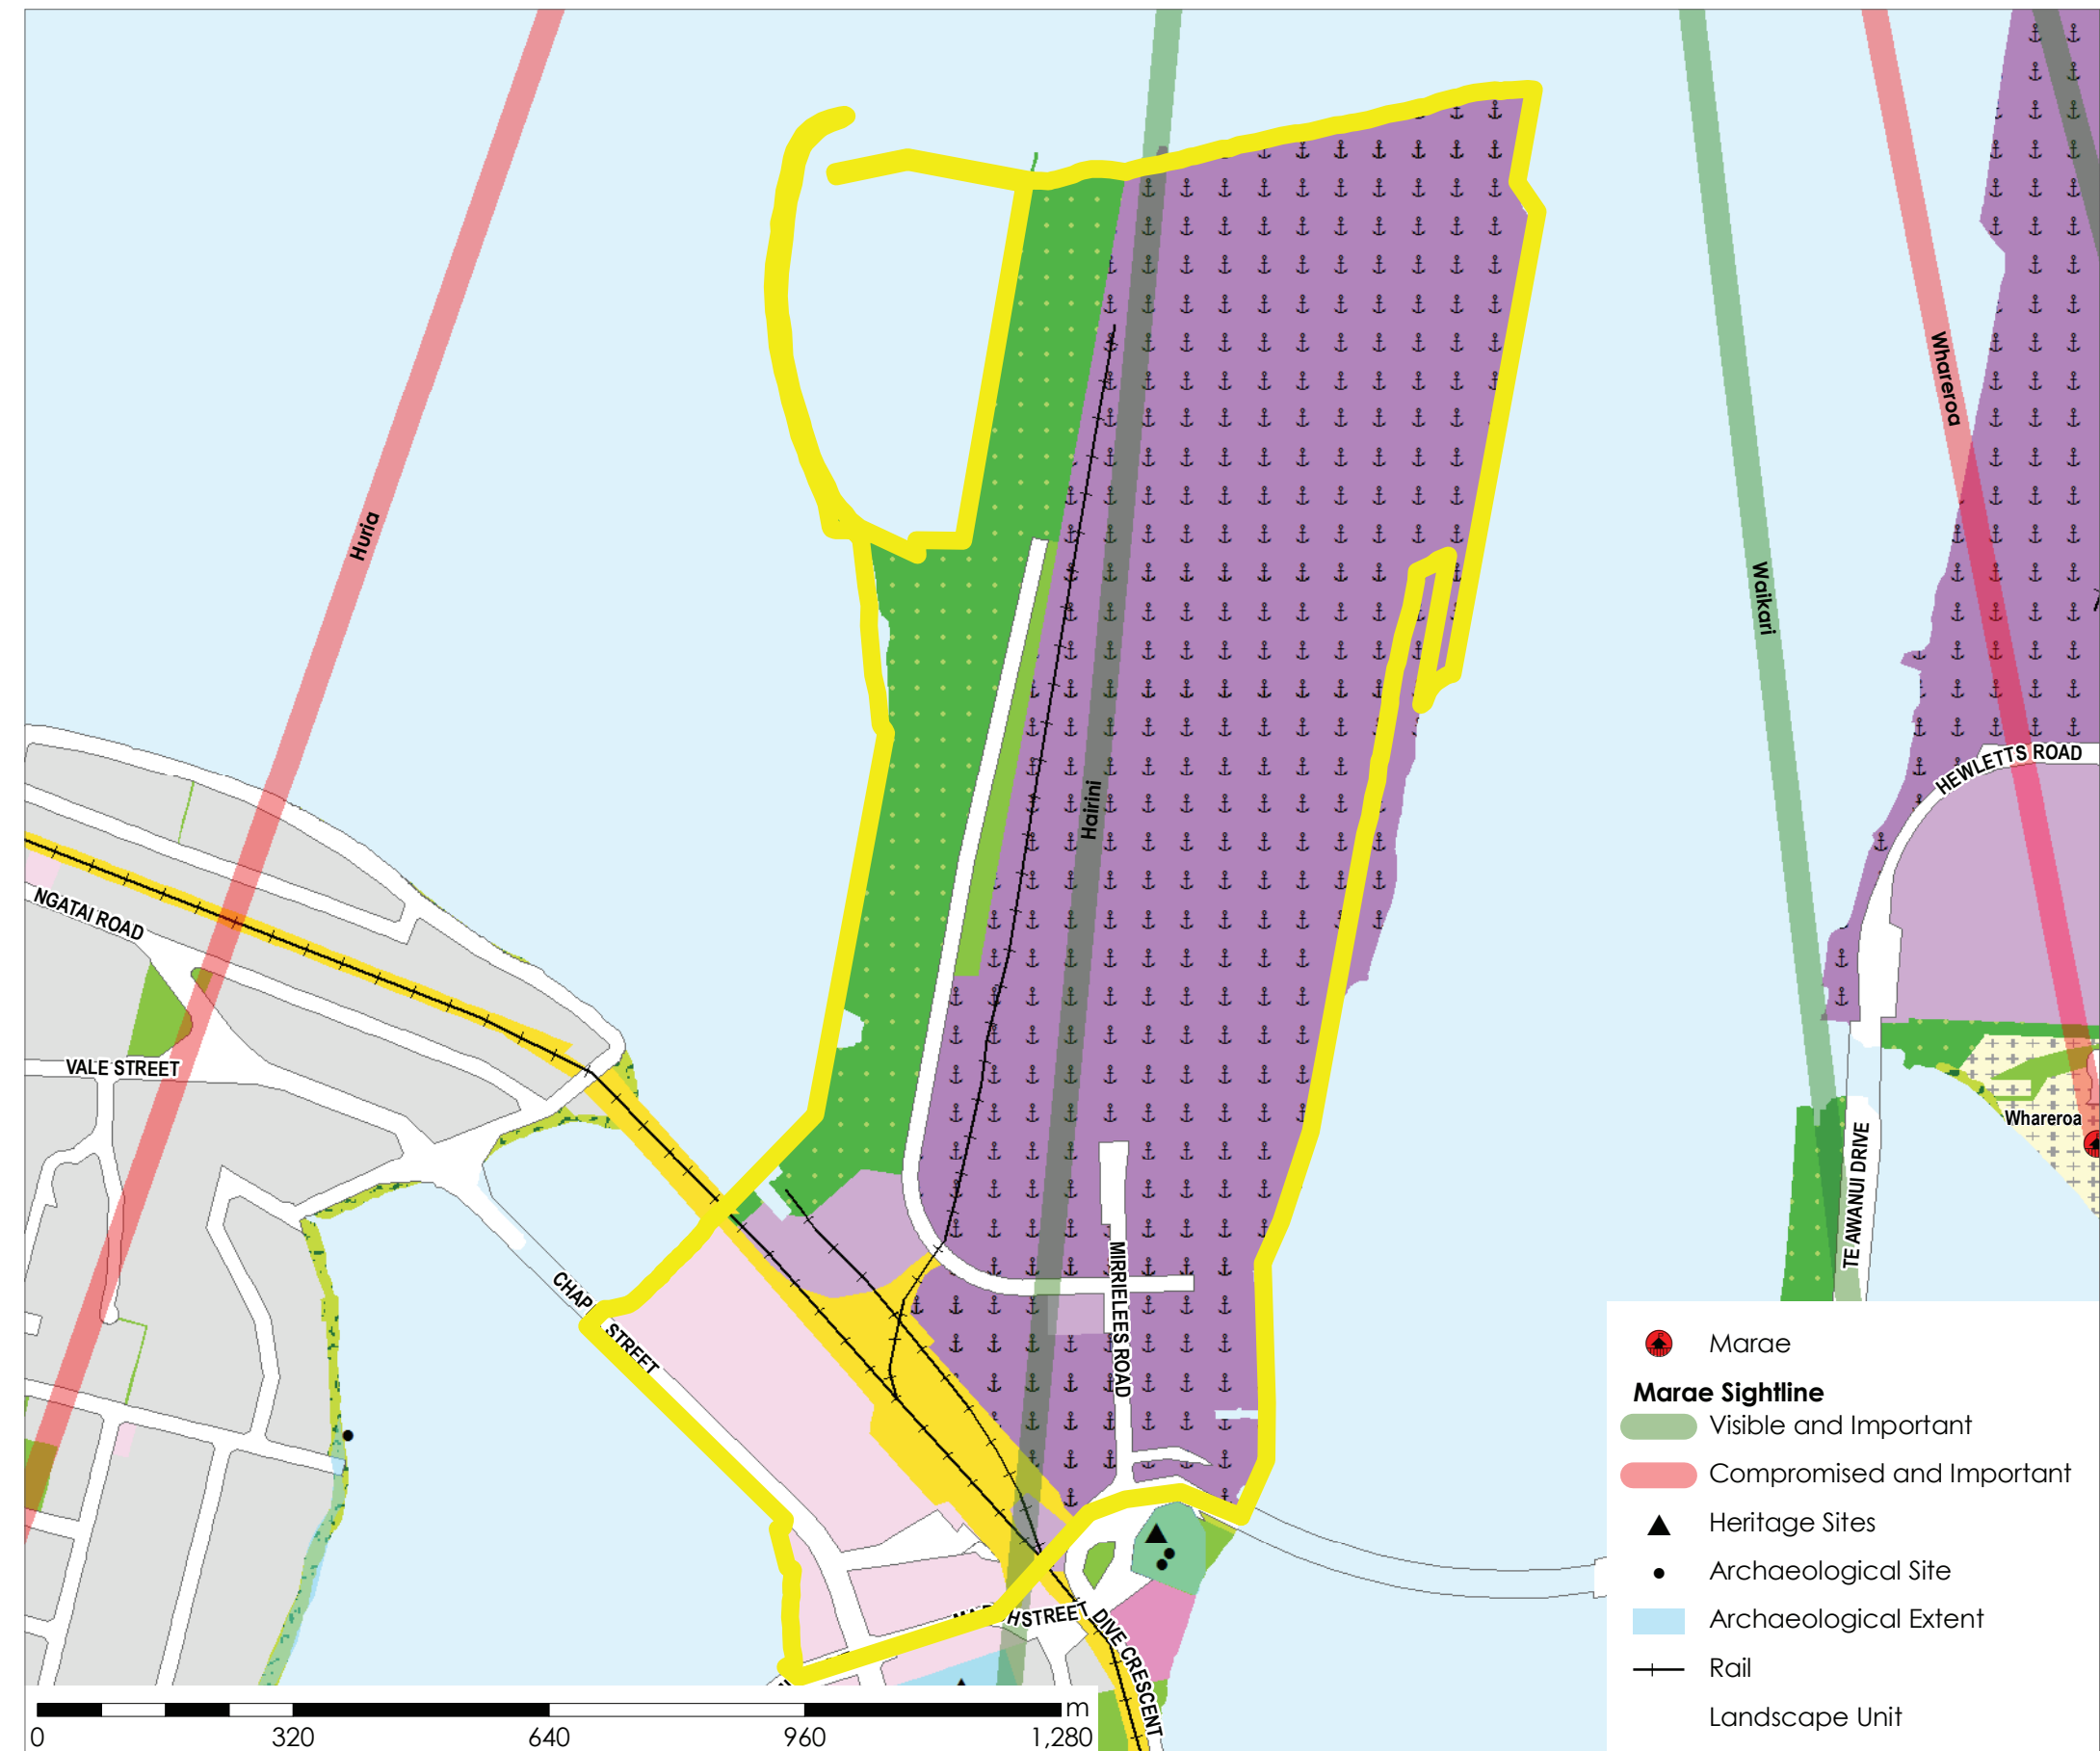 Huria
Hairini
Waikari
Whareroa
HEWLETTS ROAD
NGATAI ROAD
VALE STREET
Whareroa
TE AWANUI DRIVE
CHAP STREET
MIRRIELEES ROAD
HSTREET
DIVE CRESCENT
Marae
Marae Sightline
Visible and Important
Compromised and Important
Heritage Sites
Archaeological Site
Archaeological Extent
Rail
Landscape Unit
m
0 320 640 960 1,280